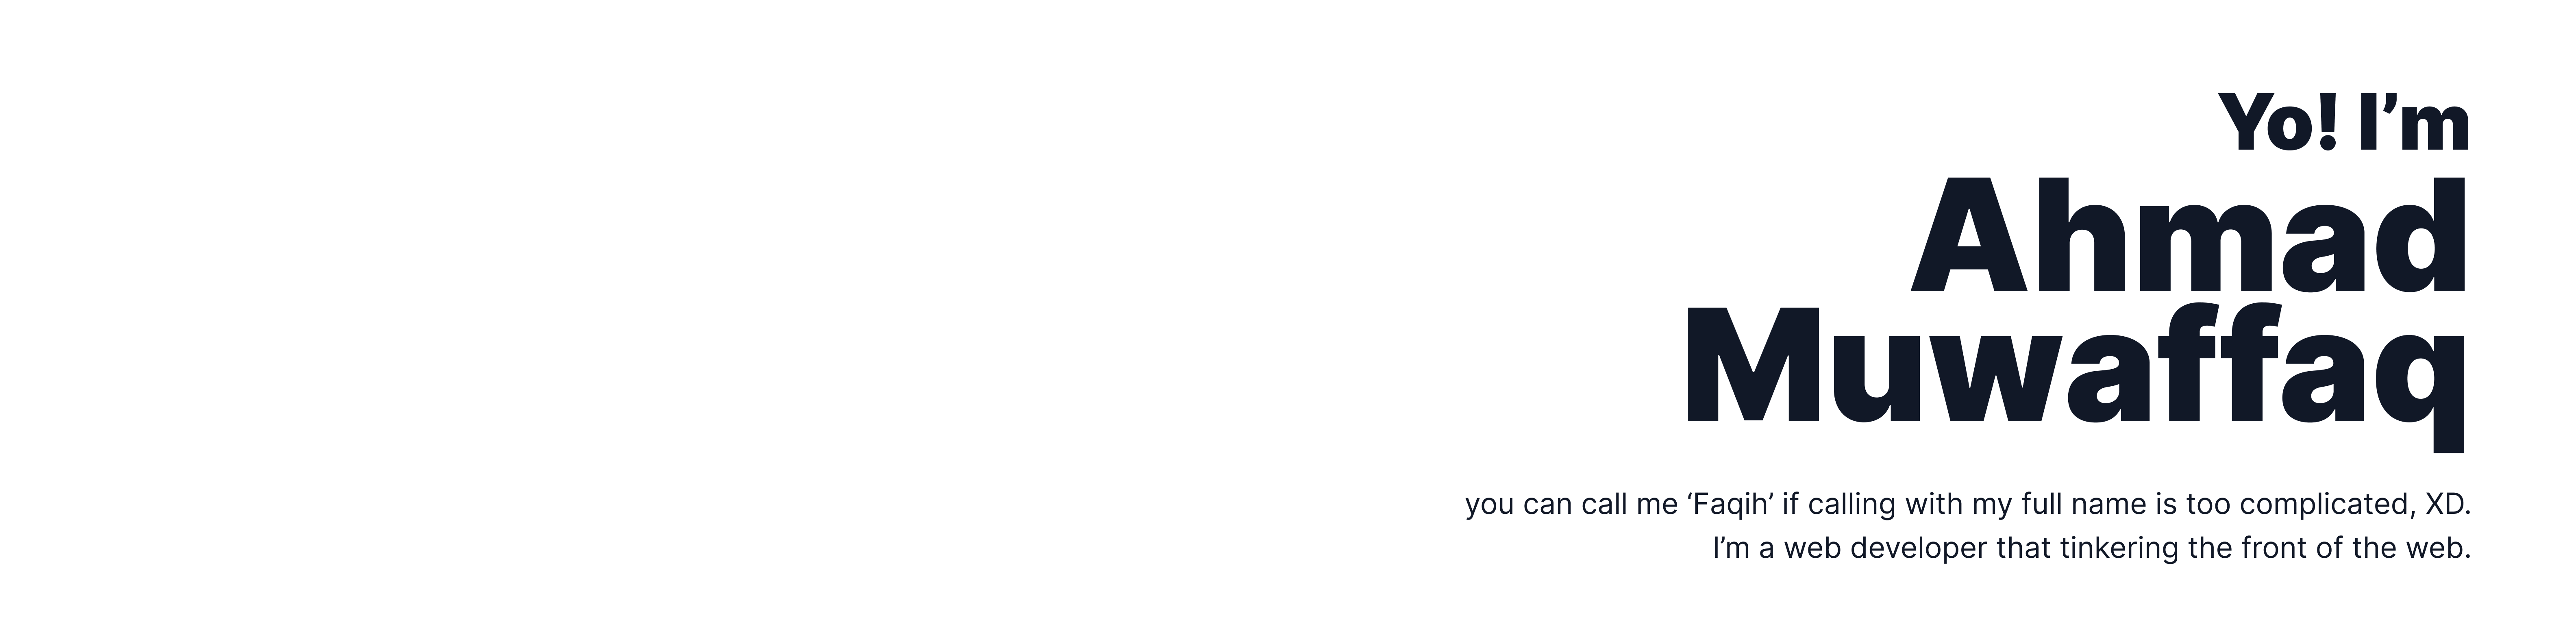 Yo! I’m
Ahmad
Muwaffaq
you can call me ‘Faqih’ if calling with my full name is too complicated, XD.
I’m a web developer that tinkering the front of the web.